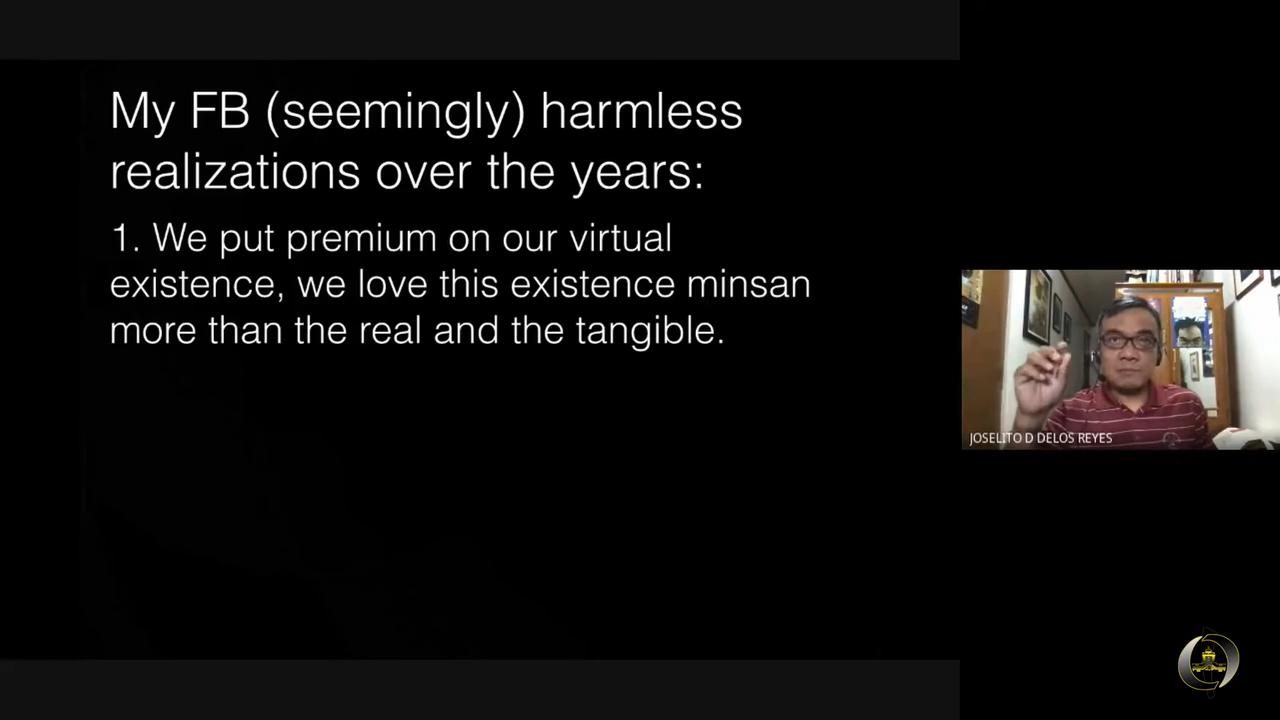 My FB (seemingly) harmless
realizations over the years:
1. We put premium on our virtual
existence, we love this existence minsan
more than the real and the tangible.
JOSELITO D DELOS REYES